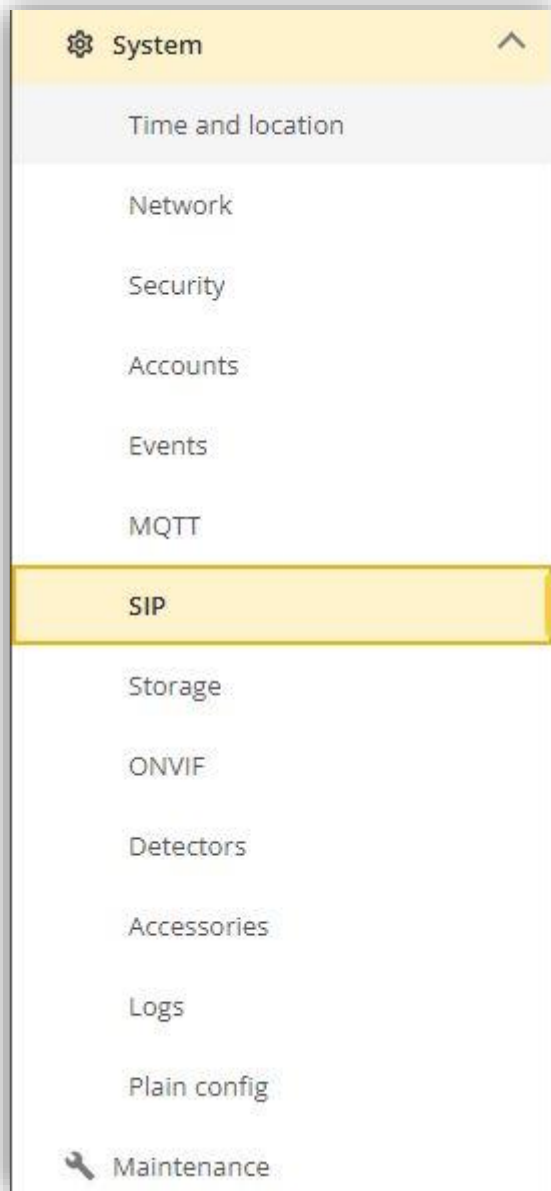 System
Time and location
Network
Security
Accounts
Events
MQTT
SIP
Storage
ONVIF
Detectors
Accessories
Logs
Plain config
Maintenance